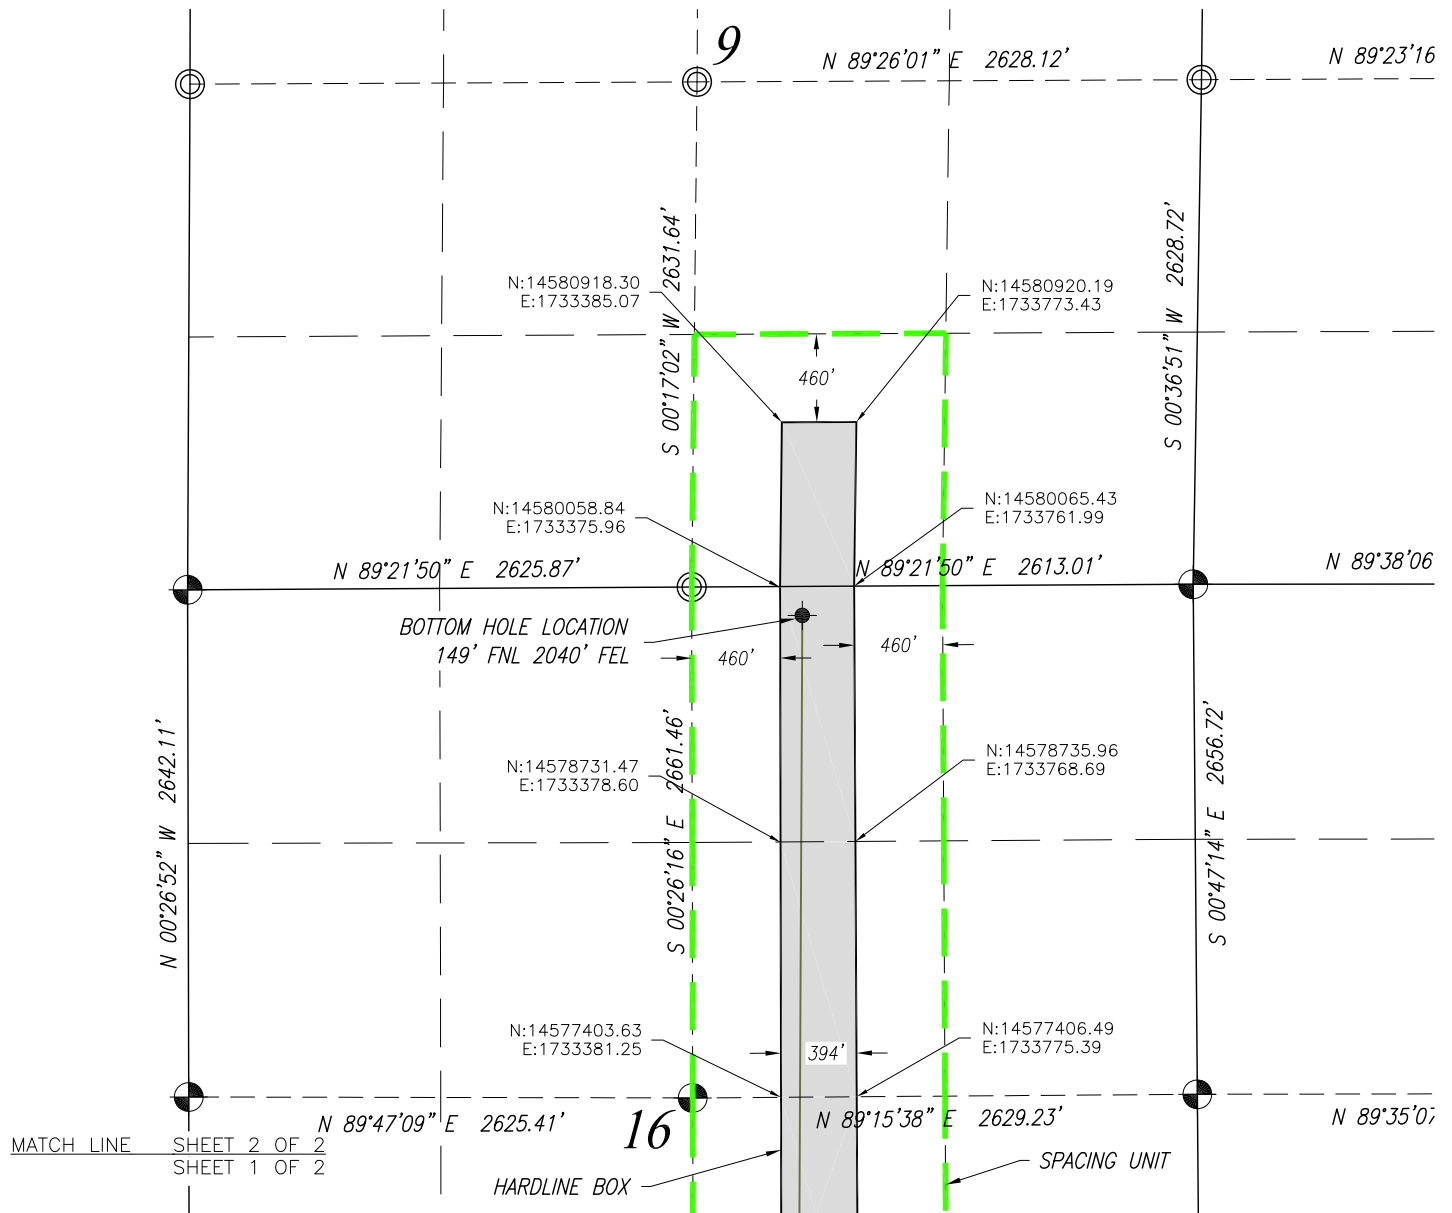 9
N 89°26'01" E 2628.12'
N 89°23'16
S 00°17'02" W 2631.64'
S 00°36'51" W 2628.72'
N:14580918.30
E:1733385.07
N:14580920.19
E:1733773.43
460'
N:14580058.84
E:1733375.96
N:14580065.43
E:1733761.99
N 89°21'50" E 2625.87'
N 89°21'50" E 2613.01'
N 89°38'06
BOTTOM HOLE LOCATION
149' FNL 2040' FEL
460'
460'
N 00°26'52" W 2642.11'
S 00°26'16" E 2661.46'
S 00°47'14" E 2656.72'
N:14578731.47
E:1733378.60
N:14578735.96
E:1733768.69
N:14577403.63
E:1733381.25
394'
N:14577406.49
E:1733775.39
N 89°47'09" E 2625.41'
16
N 89°15'38" E 2629.23'
N 89°35'07
MATCH LINE SHEET 2 OF 2
SHEET 1 OF 2
HARDLINE BOX
SPACING UNIT